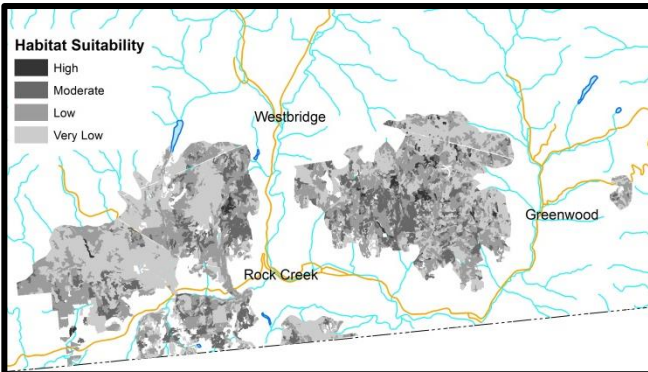 Habitat Suitability
High
Moderate
Low
Very Low
Westbridge
Greenwood
Rock Creek